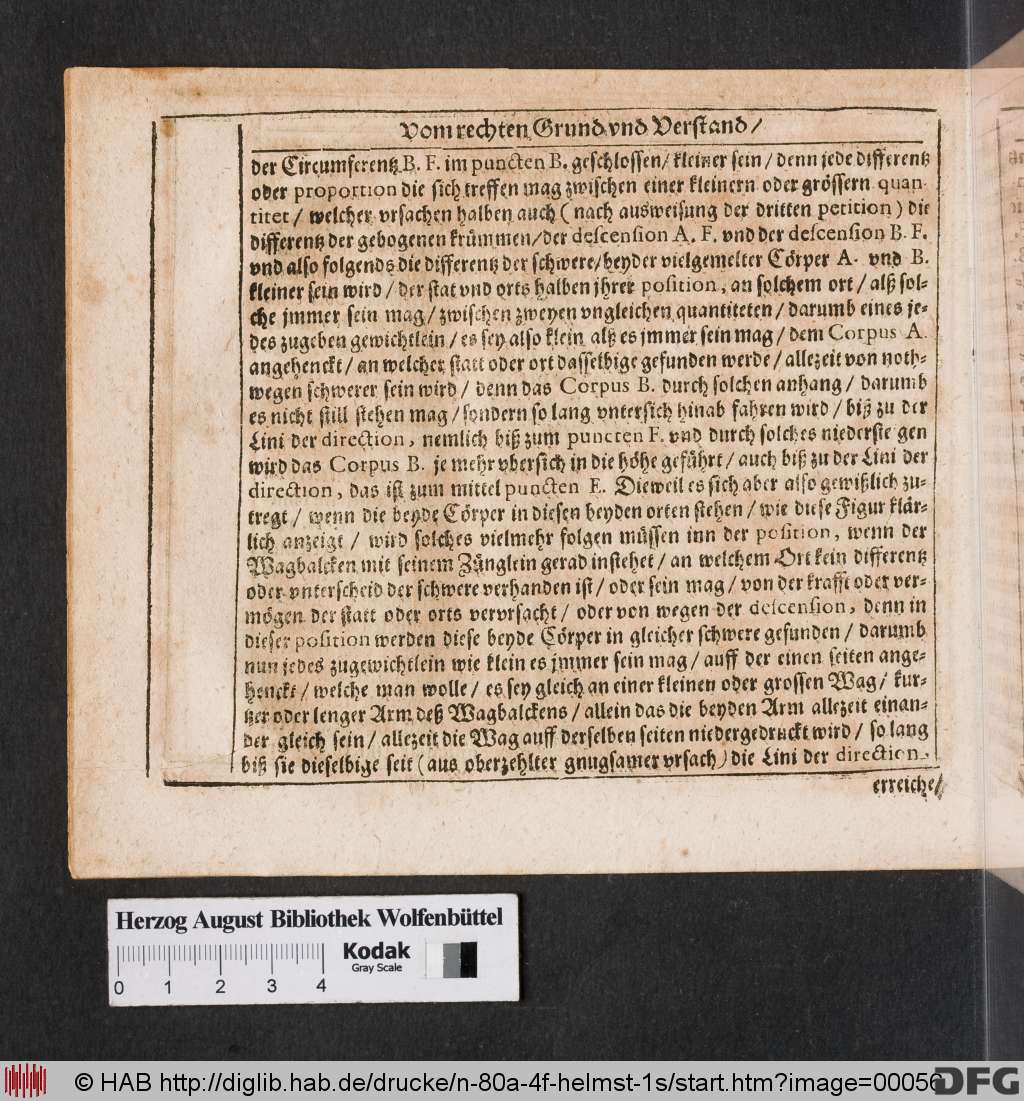 Vom rechten Grund vnd Verstand /
der Circumferentz B. F. im puncten B. geschlossen / kleiner sein / denn jede differentz
oder proportion die sich treffen mag zwischen einer kleinern oder grössern quan-
titet / welcher vrsachen halben auch ( nach ausweisung der dritten petition ) die
differentz der gebogenen krümmen / der descension A. F. vnd der descension B. F.
vnd also folgends die differentz der schwere / beyder vielgemelter Cörper A. vnd B.
kleiner sein wird / der stat vnd orts halben jhrer position, an solchem ort / alß sol-
che jmmer sein mag / zwischen zweyen vngleichen quantiteten / darumb eines je-
des zugeben gewichtlein / es sey also klein alß es jmmer sein mag / dem Corpus A.
angehenckt / an welcher statt oder ort dasselbige gefunden werde / allezeit von noth-
wegen schwerer sein wird / denn das Corpus B. durch solchen anhang / darumb
es nicht still stehen mag / sondern so lang vntersich hinab fahren wird / biß zu der
Lini der direction, nemlich biß zum puncten F. vnd durch solches niedersteigen
wird das Corpus B. je mehr vbersich in die höhe geführt / auch biß zu der Lini der
direction, das ist zum mittel puncten E. Dieweil es sich aber also gewißlich zu-
tregt / wenn die beyde Cörper in diesen beyden orten stehen / wie diese Figur klär-
lich anzeigt / wird solches vielmehr folgen müssen inn der position, wenn der
Wagbalcken mit seinem Zünglein gerad instehet / an welchem Ort kein differentz
oder vnterscheid der schwere verhanden ist / oder sein mag / von der krafft oder ver-
mögen der statt oder orts vervrsacht / oder von wegen der descension, denn in
dieser position werden diese beyde Cörper in gleicher schwere gefunden / darumb
nun jedes zugewichtlein wie klein es jmmer sein mag / auff der einen seiten ange-
henckt / welche man wolle / es sey gleich an einer kleinen oder grossen Wag / kur-
tzer oder lenger Arm deß Wagbalckens / allein das die beyden Arm allezeit einan-
der gleich sein / allezeit die Wag auff derselben seiten niedergedruckt wird / so lang
biß sie dieselbige seit ( aus oberzehlter gnugsamer vrsach ) die Lini der direction,
erreiche /
Herzog August Bibliothek Wolfenbüttel
Kodak
Gray Scale
0 1 2 3 4
© HAB http://diglib.hab.de/drucke/n-80a-4f-helmst-1s/start.htm?image=00056
DFG